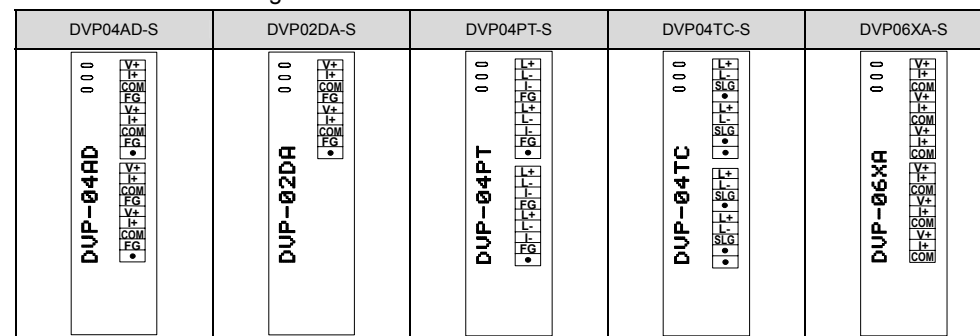 DVP04AD-S DVP02DA-S DVP04PT-S DVP04TC-S DVP06XA-S
DVP-04AD
V+
I+
COM
FG
V+
I+
COM
FG
•
V+
I+
COM
FG
V+
I+
COM
FG
•
DVP-02DA
V+
I+
COM
FG
V+
I+
COM
FG
•
DVP-04PT
L+
L-
I-
FG
L+
L-
I-
FG
•
L+
L-
I-
FG
L+
L-
I-
FG
•
DVP-04TC
L+
L-
SLG
•
L+
L-
SLG
•
•
L+
L-
SLG
•
L+
L-
SLG
•
•
DVP-06XA
V+
I+
COM
V+
I+
COM
V+
I+
COM
V+
I+
COM
V+
I+
COM
V+
I+
COM